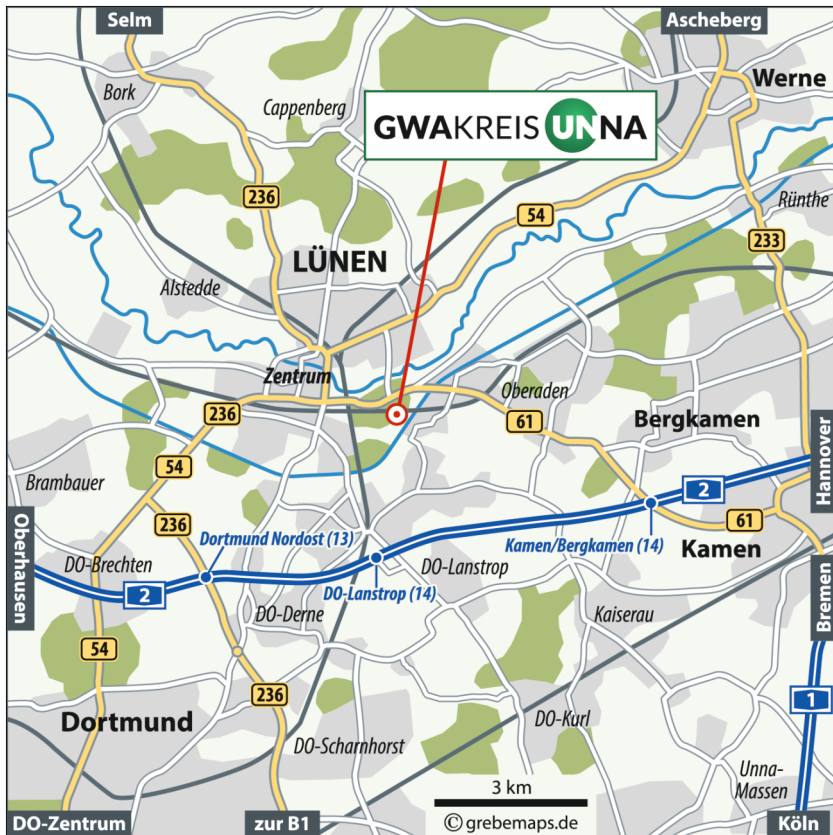 Selm
Ascheberg
Werne
Bork
Cappenberg
GWAKREIS UNNA
236
54
Rünthe
233
LÜNEN
Alstedde
Zentrum
Oberaden
236
61
Bergkamen
54
Brambauer
2
Hannover
236
Dortmund Nordost (13)
Kamen/Bergkamen (14)
61
Kamen
Oberhausen
DO-Brechten
DO-Lanstrop
2
DO-Lanstrop (14)
DO-Derne
Kaiserau
Bremen
54
236
1
Dortmund
DO-Kurl
DO-Scharnhorst
Unna-
Massen
3 km
DO-Zentrum
zur B1
© grebemaps.de
Köln